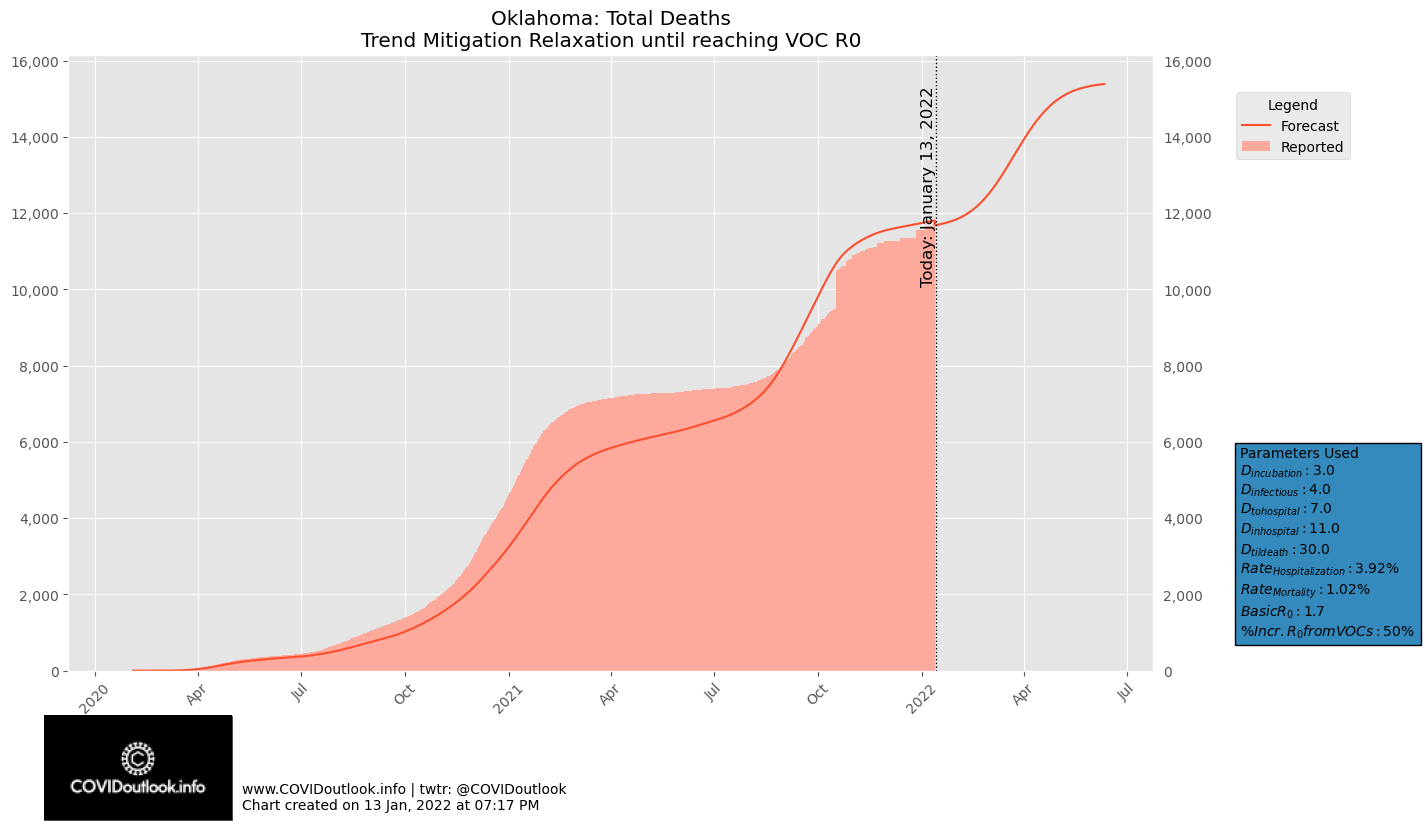 Oklahoma: Total Deaths
Trend Mitigation Relaxation until reaching VOC R0
16,000
14,000
12,000
10,000
8,000
6,000
4,000
2,000
0
16,000
14,000
12,000
10,000
8,000
6,000
4,000
2,000
0
Today: January 13, 2022
2020
Apr
Jul
Oct
2021
Apr
Jul
Oct
2022
Apr
Jul
Legend
Forecast
Reported
Parameters Used
D_incubation : 3.0
D_infectious : 4.0
D_tohospital : 7.0
D_inhospital : 11.0
D_tildeath : 30.0
Rate_Hospitalization : 3.92%
Rate_Mortality : 1.02%
BasicR_0 : 1.7
%Incr.R_0fromVOCs : 50%
COVIDoutlook.info
www.COVIDoutlook.info | twtr: @COVIDoutlook
Chart created on 13 Jan, 2022 at 07:17 PM